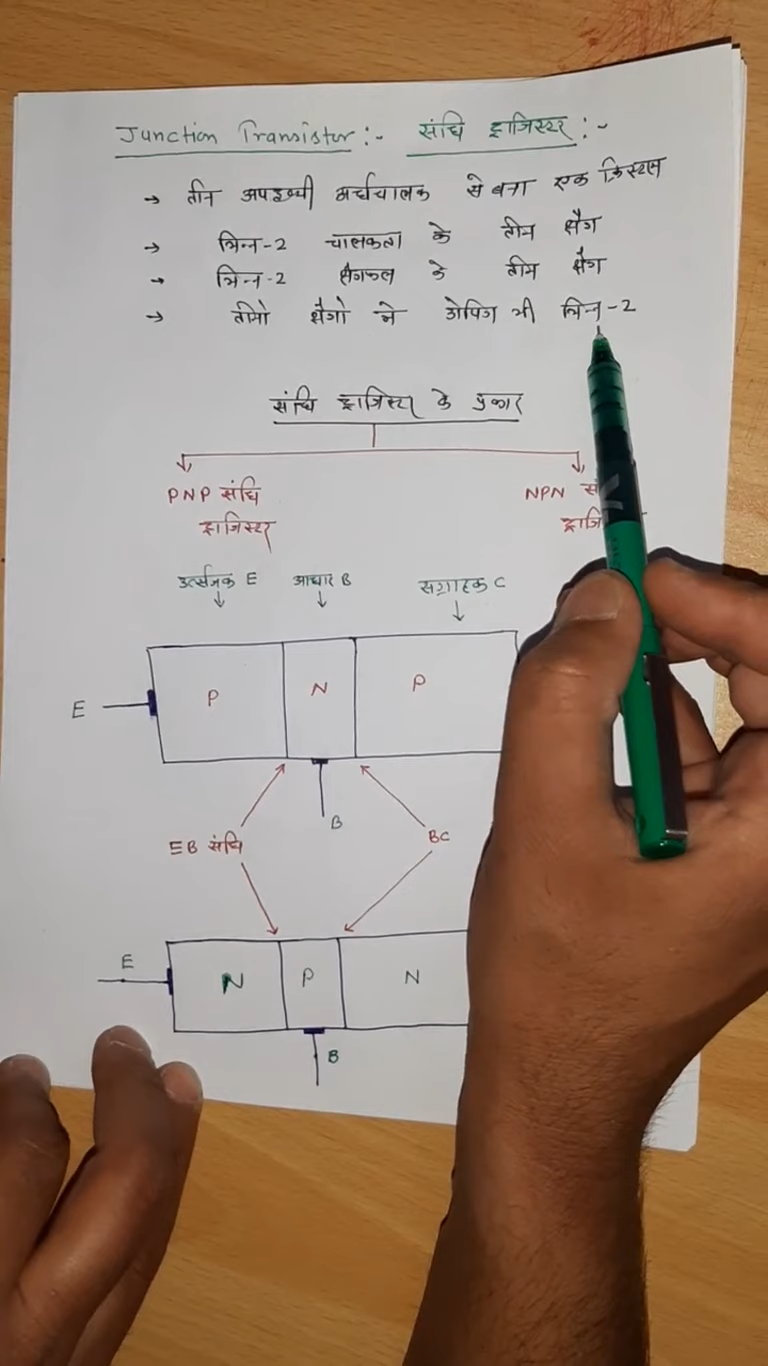 Junction Transistor :- संधि ट्रांजिस्टर :-
→ तीन अपद्रव्यी अर्धचालक से बना एक क्रिस्टल
→ भिन्न-2 चालकता के तीन क्षेत्र
→ भिन्न-2 क्षेत्रफल के तीन क्षेत्र
→ तीनो क्षेत्रो में डोपिंग भी भिन्न-2
संधि ट्रांजिस्टर के प्रकार
PNP संधि ट्रांजिस्टर
NPN
उत्सर्जक E आधार B संग्राहक C
P N P
E
B
EB संधि BC
E
N P N
B